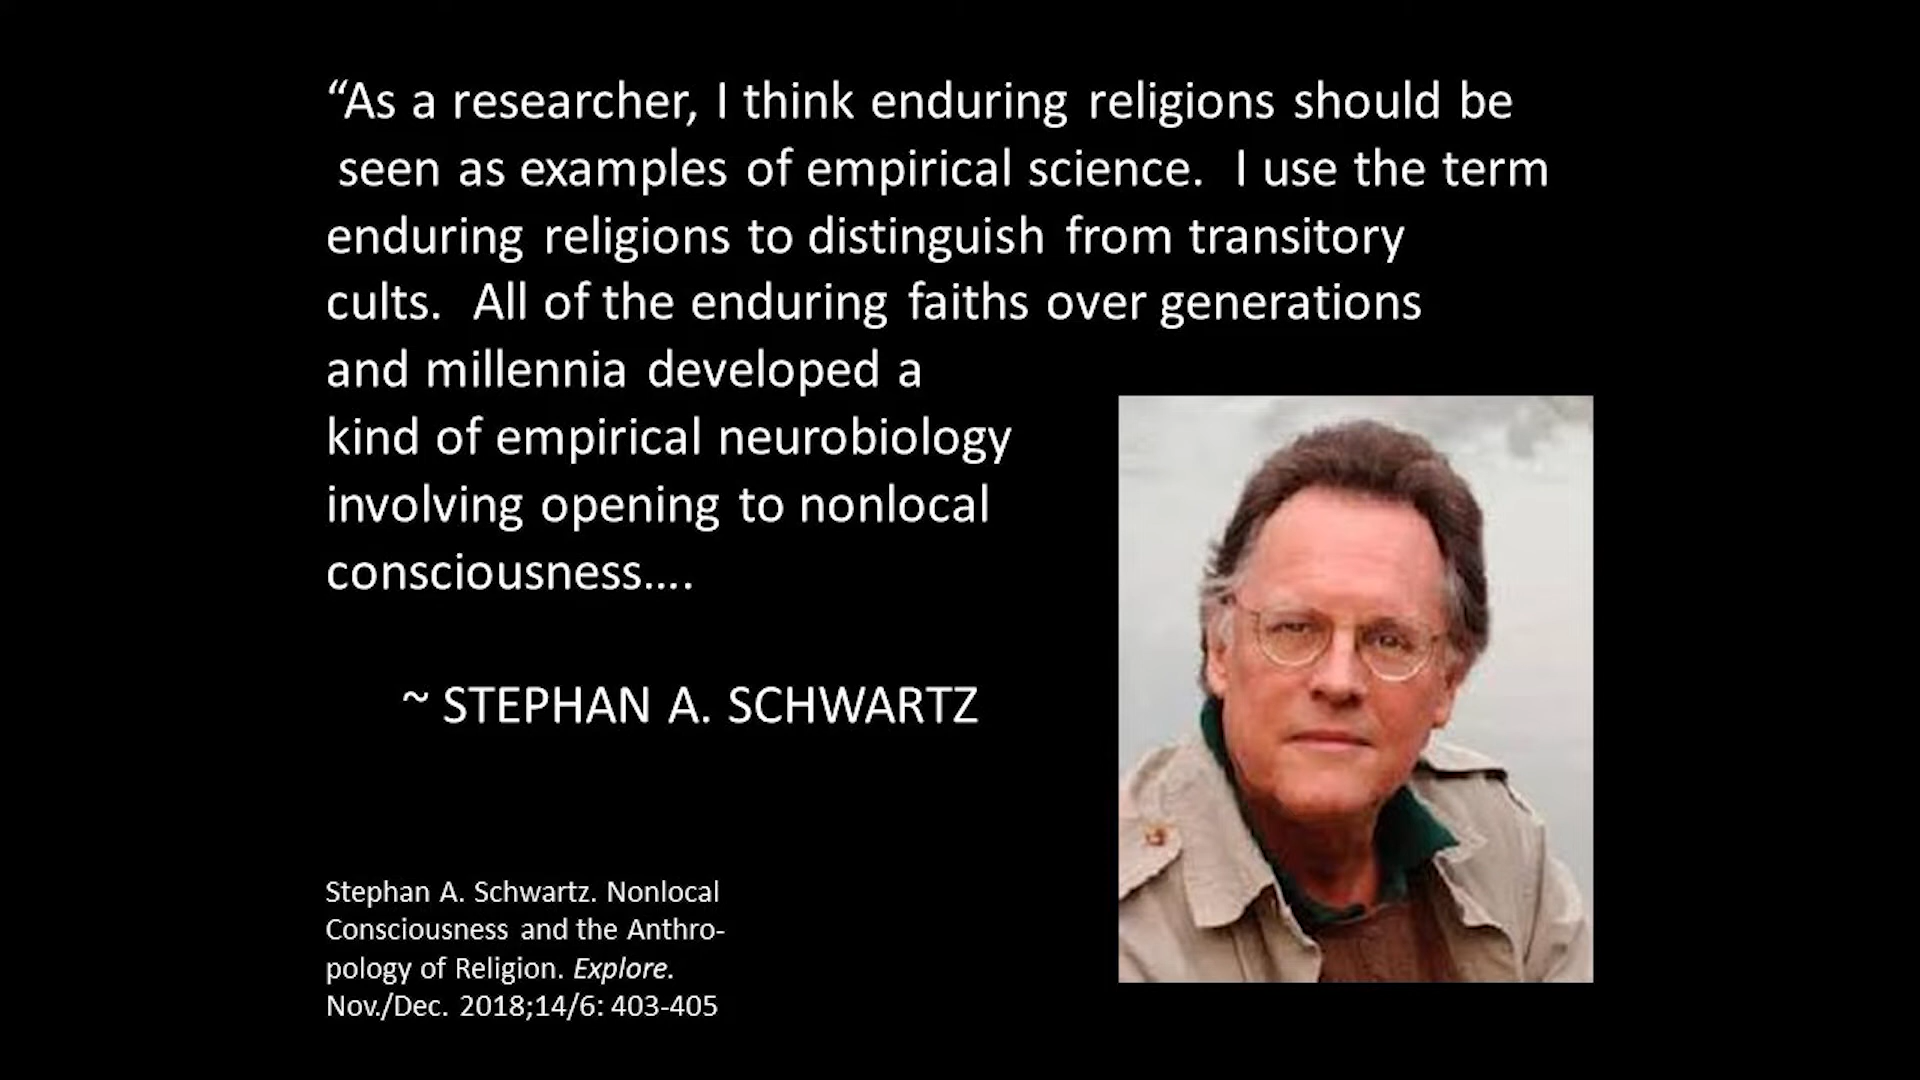 “As a researcher, I think enduring religions should be
seen as examples of empirical science. I use the term
enduring religions to distinguish from transitory
cults. All of the enduring faiths over generations
and millennia developed a
kind of empirical neurobiology
involving opening to nonlocal
consciousness….
~ STEPHAN A. SCHWARTZ
Stephan A. Schwartz. Nonlocal
Consciousness and the Anthro-
pology of Religion. Explore.
Nov./Dec. 2018;14/6: 403-405